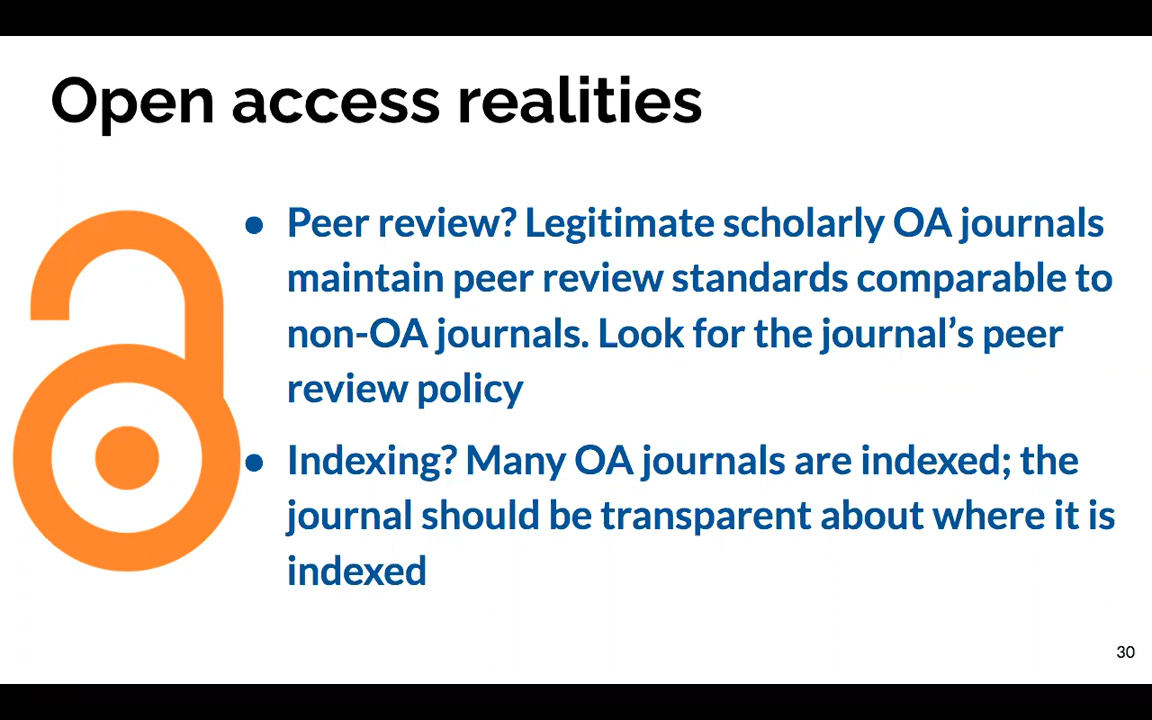 Open access realities
● Peer review? Legitimate scholarly OA journals
maintain peer review standards comparable to
non-OA journals. Look for the journal’s peer
review policy
● Indexing? Many OA journals are indexed; the
journal should be transparent about where it is
indexed
30